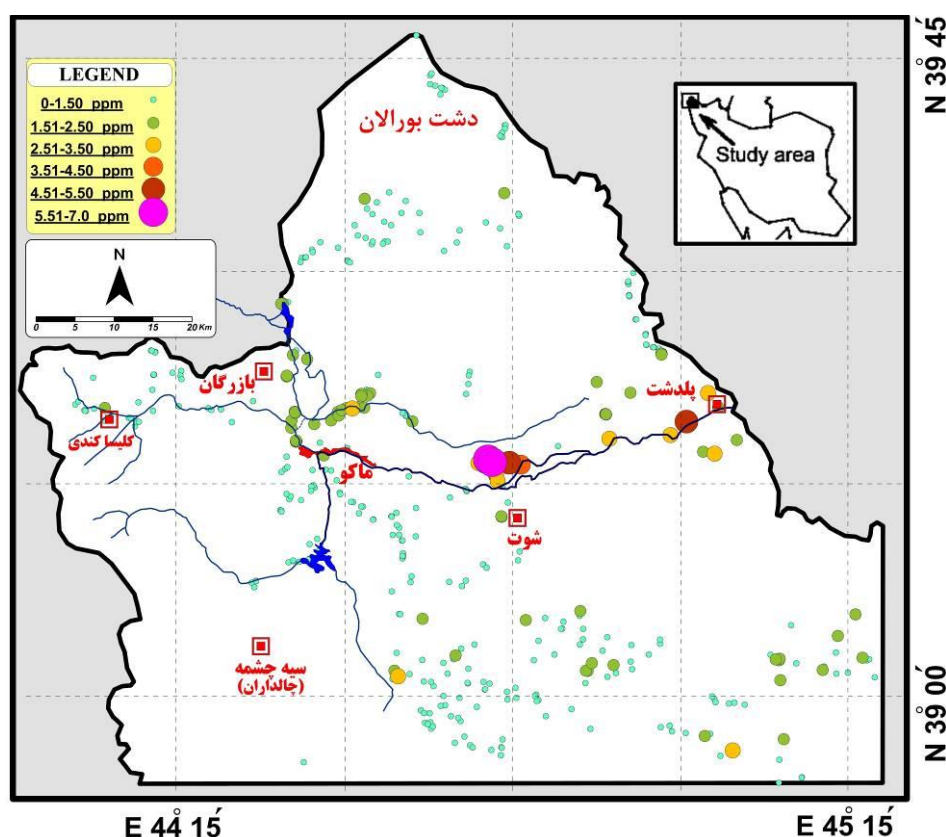 LEGEND
0-1.50 ppm
1.51-2.50 ppm
2.51-3.50 ppm
3.51-4.50 ppm
4.51-5.50 ppm
5.51-7.0 ppm
N
0 5 10 15 20 Km
دشت بورالان
Study area
N 39° 45´
بازرگان
پلدشت
کلیسا کندی
ماکو
شوت
سیه چشمه
(چالداران)
N 39° 00´
E 44° 15´
E 45° 15´